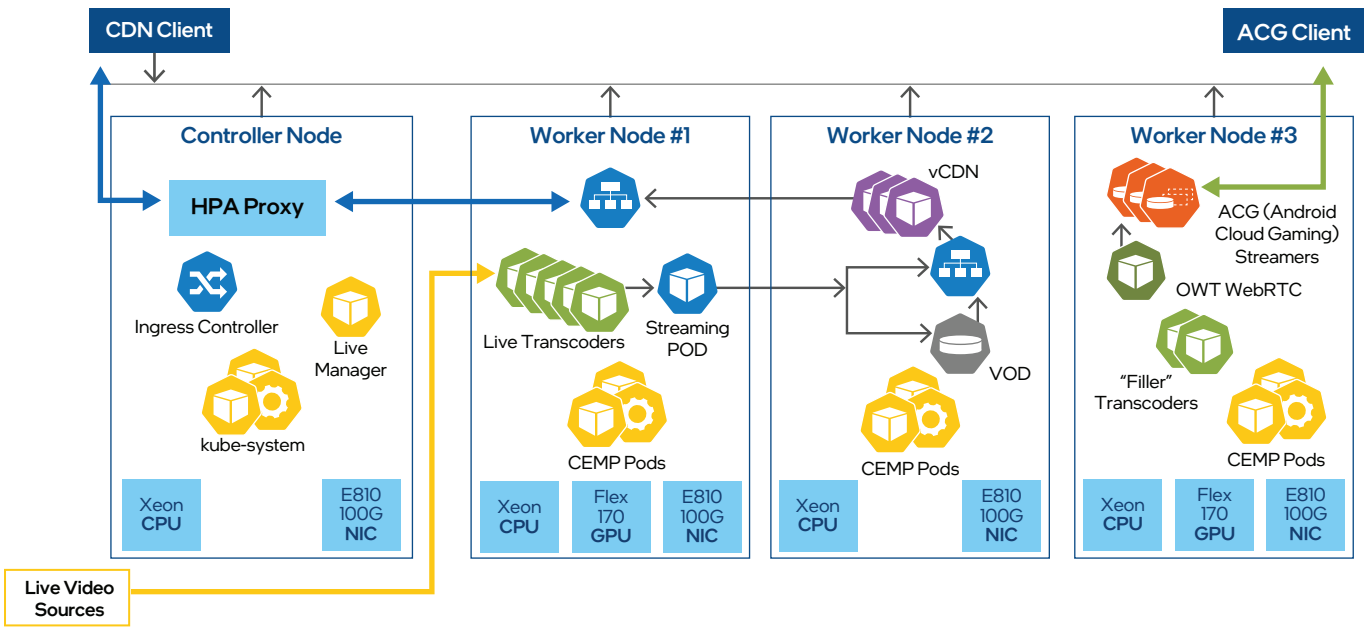 CDN Client
ACG Client
Controller Node
HPA Proxy
Ingress Controller
Live
Manager
kube-system
Xeon
CPU
E810
100G
NIC
Worker Node #1
Live Transcoders
Streaming
POD
CEMP Pods
Xeon
CPU
Flex
170
GPU
E810
100G
NIC
Worker Node #2
vCDN
VOD
CEMP Pods
Xeon
CPU
E810
100G
NIC
Worker Node #3
ACG (Android
Cloud Gaming)
Streamers
OWT WebRTC
“Filler”
Transcoders
CEMP Pods
Xeon
CPU
Flex
170
GPU
E810
100G
NIC
Live Video
Sources